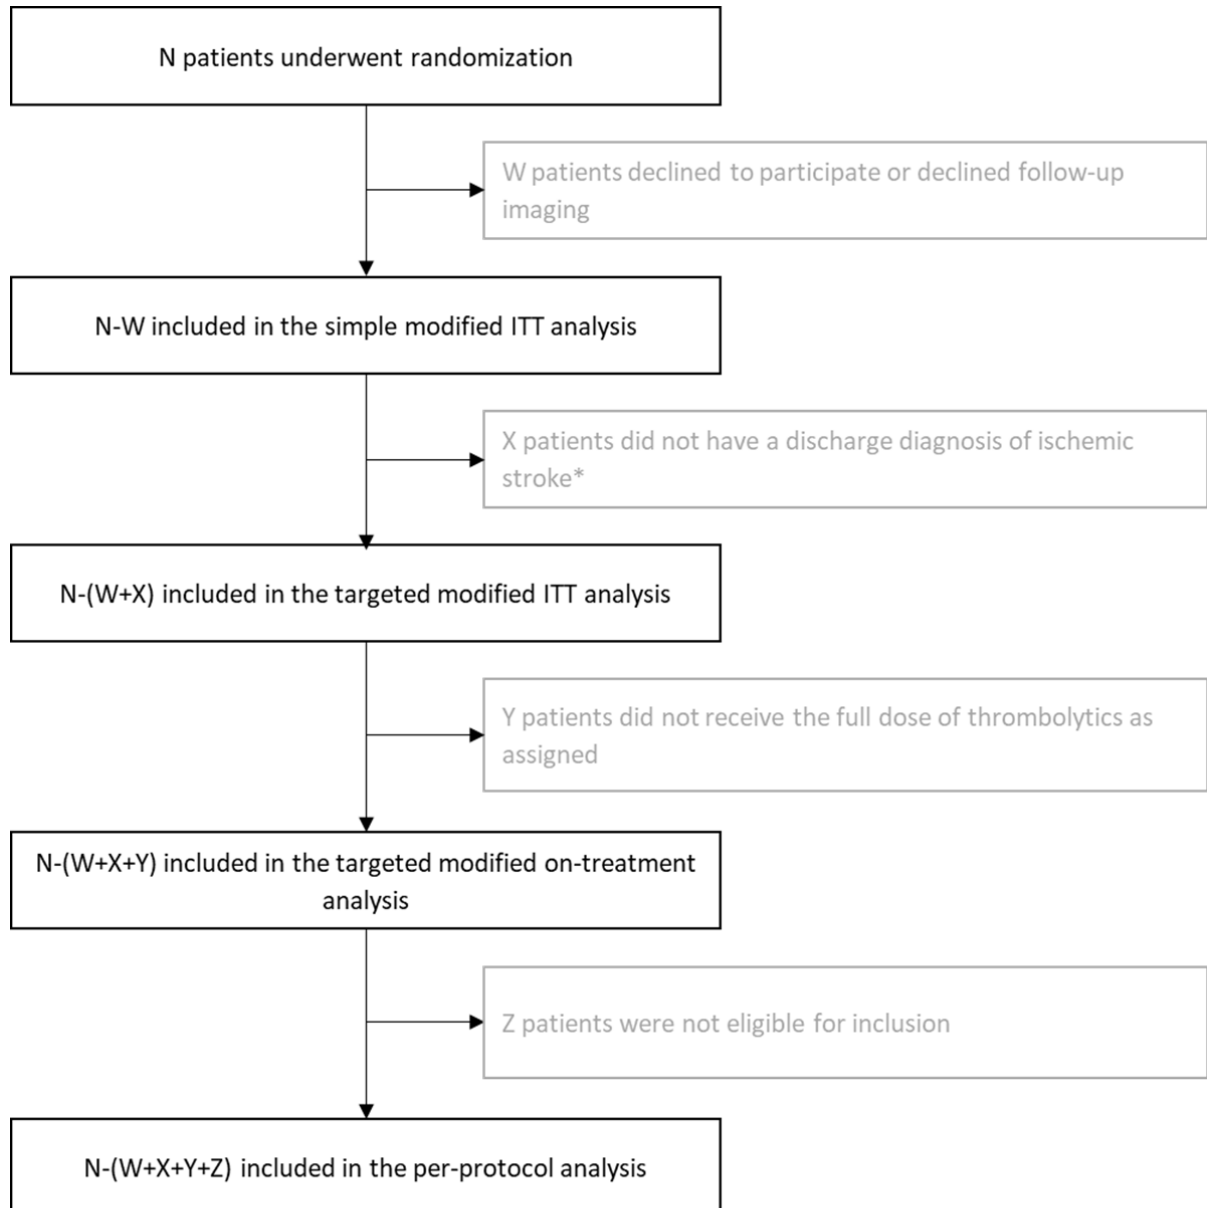 N patients underwent randomization
W patients declined to participate or declined follow-up
imaging
N-W included in the simple modified ITT analysis
X patients did not have a discharge diagnosis of ischemic
stroke*
N-(W+X) included in the targeted modified ITT analysis
Y patients did not receive the full dose of thrombolytics as
assigned
N-(W+X+Y) included in the targeted modified on-treatment
analysis
Z patients were not eligible for inclusion
N-(W+X+Y+Z) included in the per-protocol analysis